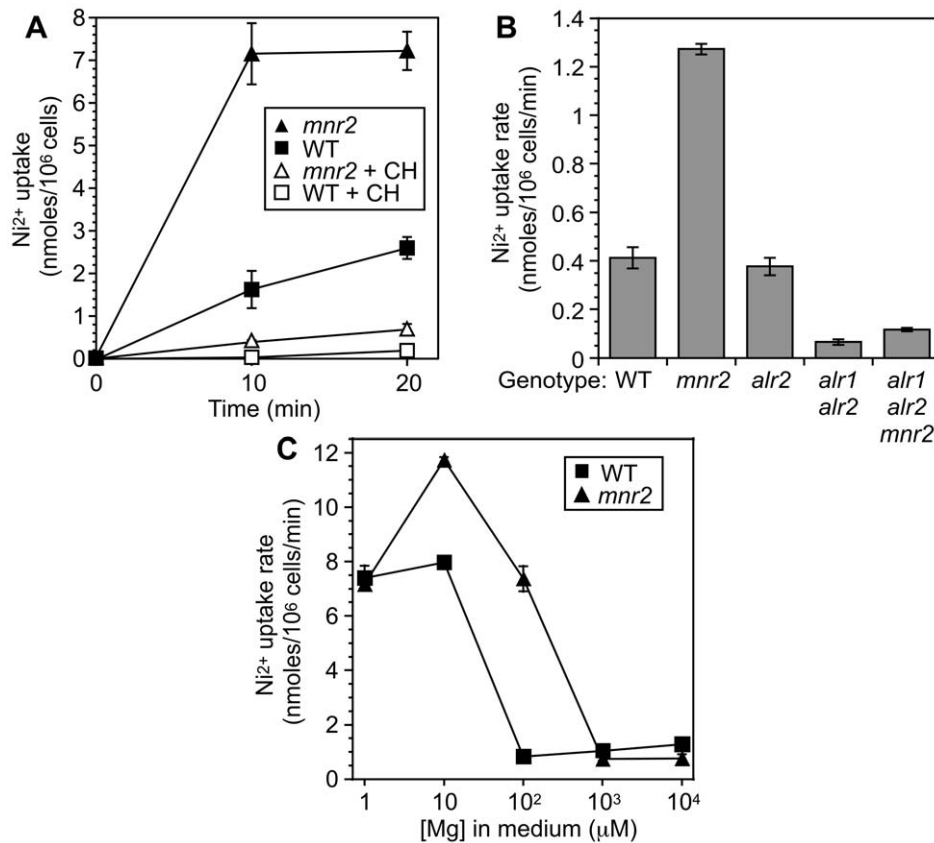 A
Ni²⁺ uptake
(nmoles/10⁶ cells)
8
7
6
5
4
3
2
1
0
mnr2
WT
mnr2 + CH
WT + CH
0
10
20
Time (min)
B
Ni²⁺ uptake rate
(nmoles/10⁶ cells/min)
1.4
1.2
1
0.8
0.6
0.4
0.2
0
Genotype: WT mnr2 alr2 alr1 alr1
alr2 alr2
mnr2
C
Ni²⁺ uptake rate
(nmoles/10⁶ cells/min)
12
10
8
6
4
2
0
WT
mnr2
1
10
10²
10³
10⁴
[Mg] in medium (μM)